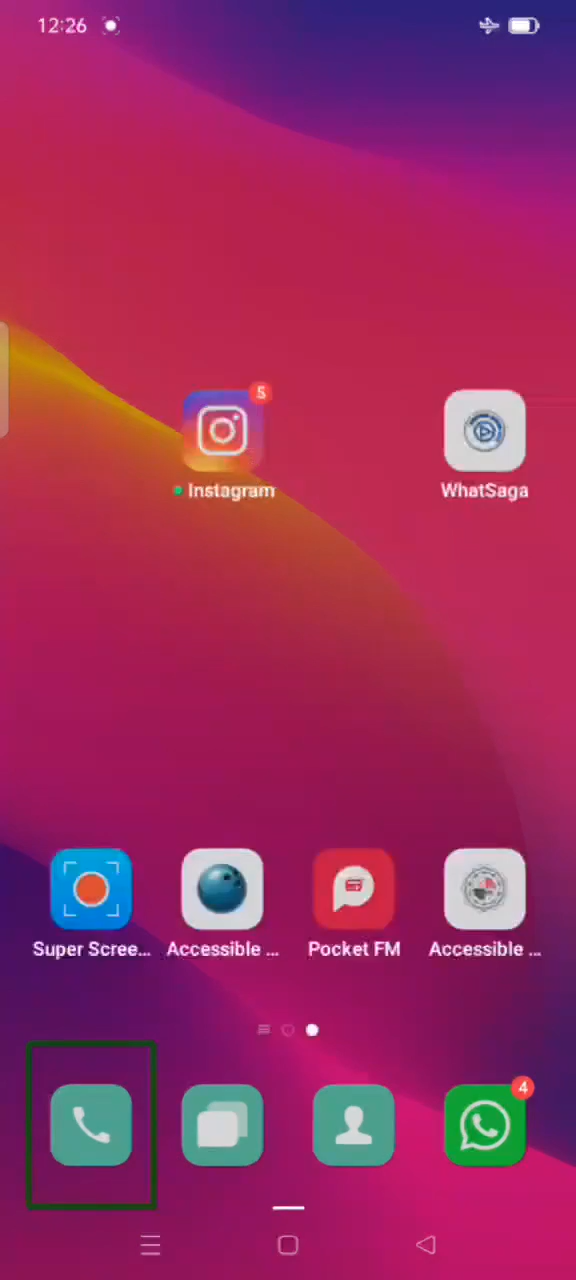 12:26
5
Instagram
WhatSaga
Super Scree...
Accessible ...
Pocket FM
Accessible ...
4